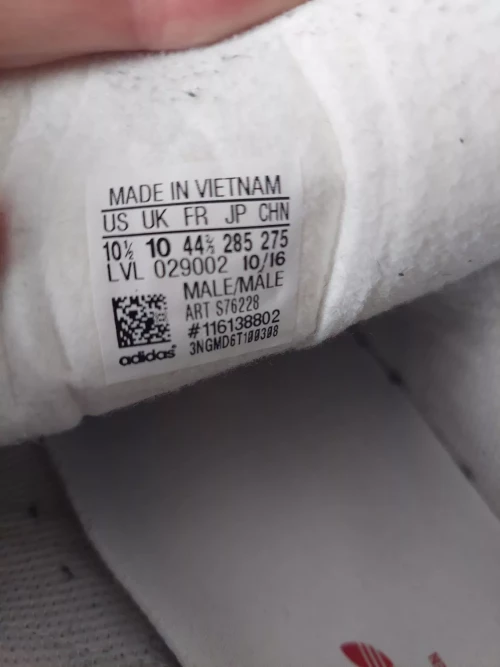 MADE IN VIETNAM
US UK FR JP CHN
10½ 10 44⅔ 285 275
LVL 029002 10/16
MALE/MALE
ART S76228
#116138802
3NGMD6T100308
adidas